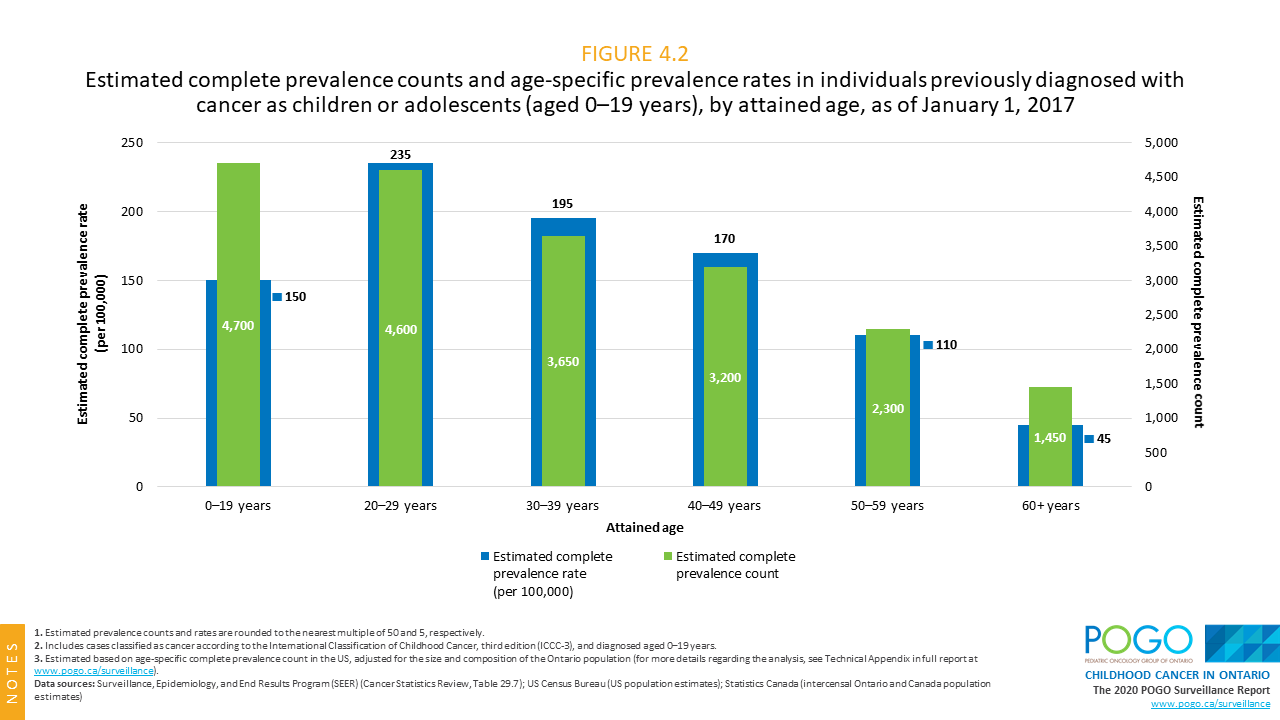 FIGURE 4.2
Estimated complete prevalence counts and age-specific prevalence rates in individuals previously diagnosed with
cancer as children or adolescents (aged 0–19 years), by attained age, as of January 1, 2017
Estimated complete prevalence rate
(per 100,000)
250
200
150
100
50
0
235
195
170
150
110
45
4,700
4,600
3,650
3,200
2,300
1,450
5,000
4,500
4,000
3,500
3,000
2,500
2,000
1,500
1,000
500
0
Estimated complete prevalence count
0–19 years
20–29 years
30–39 years
40–49 years
50–59 years
60+ years
Attained age
Estimated complete
prevalence rate
(per 100,000)
Estimated complete
prevalence count
NOTES
1. Estimated prevalence counts and rates are rounded to the nearest multiple of 50 and 5, respectively.
2. Includes cases classified as cancer according to the International Classification of Childhood Cancer, third edition (ICCC-3), and diagnosed aged 0–19 years.
3. Estimated based on age-specific complete prevalence count in the US, adjusted for the size and composition of the Ontario population (for more details regarding the analysis, see Technical Appendix in full report at
www.pogo.ca/surveillance).
Data sources: Surveillance, Epidemiology, and End Results Program (SEER) (Cancer Statistics Review, Table 29.7); US Census Bureau (US population estimates); Statistics Canada (intercensal Ontario and Canada population
estimates)
POGO
PEDIATRIC ONCOLOGY GROUP OF ONTARIO
CHILDHOOD CANCER IN ONTARIO
The 2020 POGO Surveillance Report
www.pogo.ca/surveillance